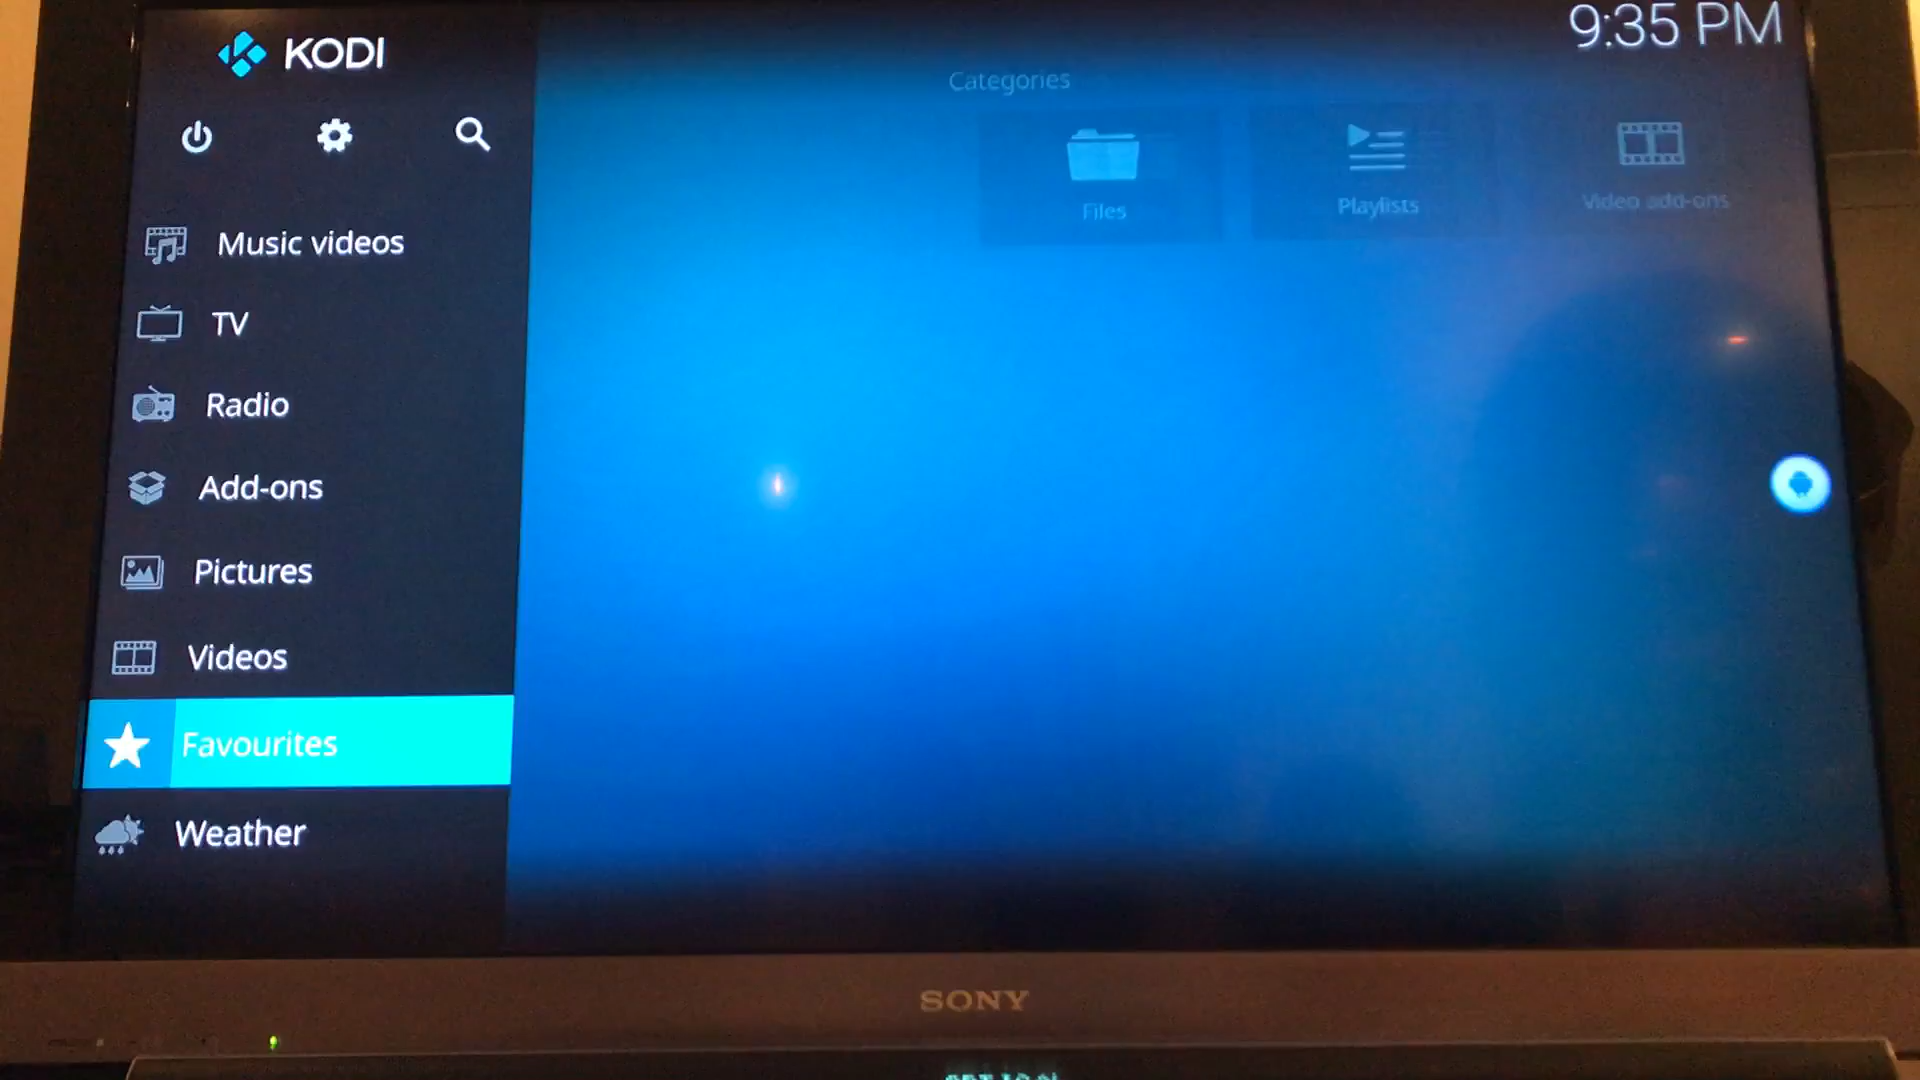 KODI
9:35 PM
Categories
Files
Playlists
Video add-ons
Music videos
TV
Radio
Add-ons
Pictures
Videos
Favourites
Weather
SONY